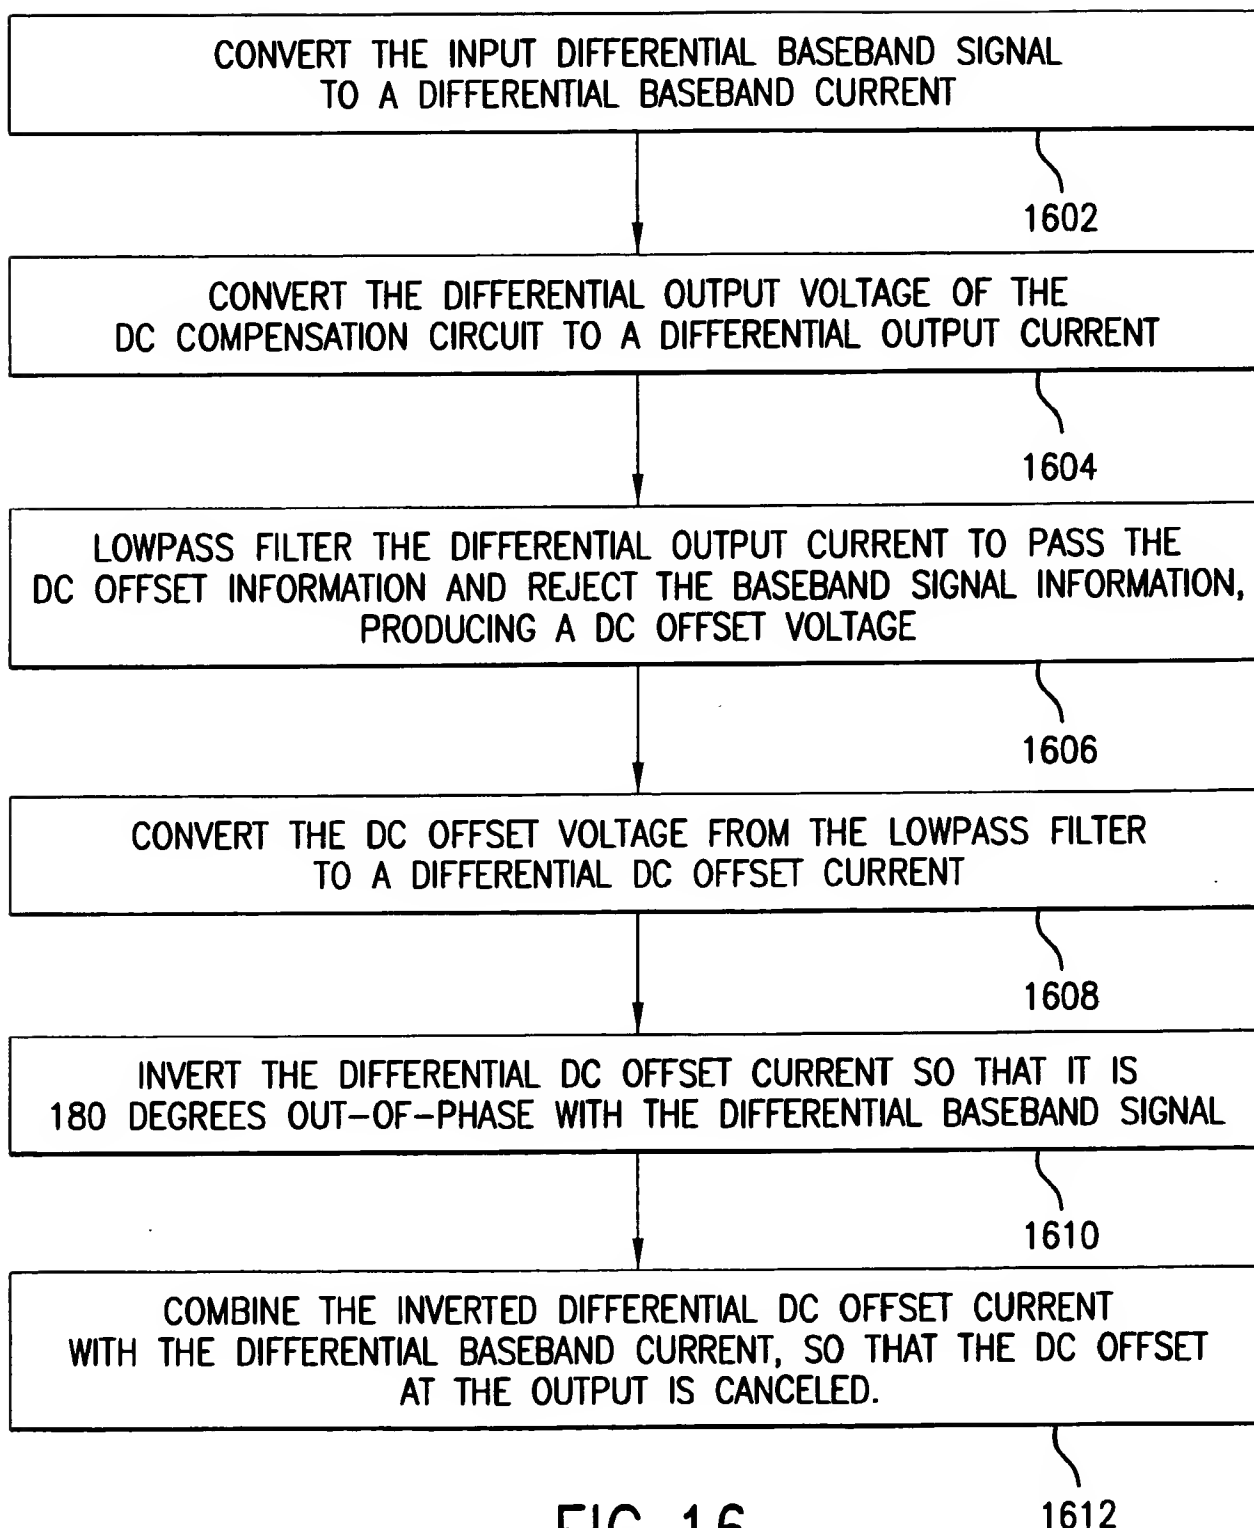 CONVERT THE INPUT DIFFERENTIAL BASEBAND SIGNAL
TO A DIFFERENTIAL BASEBAND CURRENT
1602
CONVERT THE DIFFERENTIAL OUTPUT VOLTAGE OF THE
DC COMPENSATION CIRCUIT TO A DIFFERENTIAL OUTPUT CURRENT
1604
LOWPASS FILTER THE DIFFERENTIAL OUTPUT CURRENT TO PASS THE
DC OFFSET INFORMATION AND REJECT THE BASEBAND SIGNAL INFORMATION,
PRODUCING A DC OFFSET VOLTAGE
1606
CONVERT THE DC OFFSET VOLTAGE FROM THE LOWPASS FILTER
TO A DIFFERENTIAL DC OFFSET CURRENT
1608
INVERT THE DIFFERENTIAL DC OFFSET CURRENT SO THAT IT IS
180 DEGREES OUT-OF-PHASE WITH THE DIFFERENTIAL BASEBAND SIGNAL
1610
COMBINE THE INVERTED DIFFERENTIAL DC OFFSET CURRENT
WITH THE DIFFERENTIAL BASEBAND CURRENT, SO THAT THE DC OFFSET
AT THE OUTPUT IS CANCELED.
1612
FIG. 16